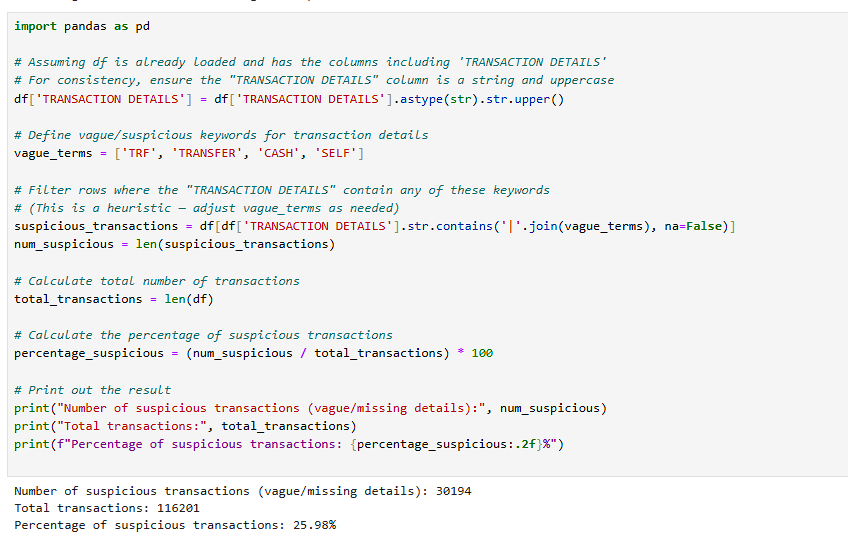 import pandas as pd
# Assuming df is already loaded and has the columns including 'TRANSACTION DETAILS'
# For consistency, ensure the "TRANSACTION DETAILS" column is a string and uppercase
df['TRANSACTION DETAILS'] = df['TRANSACTION DETAILS'].astype(str).str.upper()
# Define vague/suspicious keywords for transaction details
vague_terms = ['TRF', 'TRANSFER', 'CASH', 'SELF']
# Filter rows where the "TRANSACTION DETAILS" contain any of these keywords
# (This is a heuristic — adjust vague_terms as needed)
suspicious_transactions = df[df['TRANSACTION DETAILS'].str.contains('|'.join(vague_terms), na=False)]
num_suspicious = len(suspicious_transactions)
# Calculate total number of transactions
total_transactions = len(df)
# Calculate the percentage of suspicious transactions
percentage_suspicious = (num_suspicious / total_transactions) * 100
# Print out the result
print("Number of suspicious transactions (vague/missing details):", num_suspicious)
print("Total transactions:", total_transactions)
print(f"Percentage of suspicious transactions: {percentage_suspicious:.2f}%")
Number of suspicious transactions (vague/missing details): 30194
Total transactions: 116201
Percentage of suspicious transactions: 25.98%